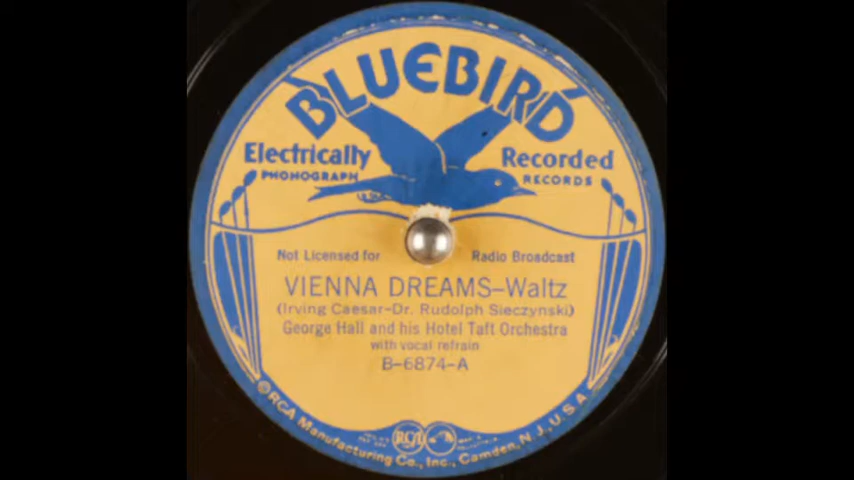 BLUEBIRD
Electrically Recorded
PHONOGRAPH RECORDS
Not Licensed for Radio Broadcast
VIENNA DREAMS–Waltz
(Irving Caesar–Dr. Rudolph Sieczynski)
George Hall and his Hotel Taft Orchestra
with vocal refrain
B–6874–A
RCA
©RCA Manufacturing Co., Inc., Camden, N.J., U.S.A.